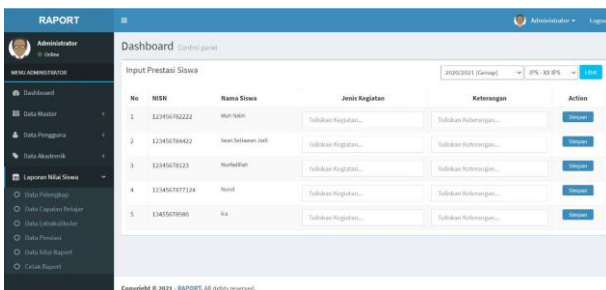 RAPORT
Administrator
Logout
Administrator
Online
Dashboard Control panel
MENU ADMINISTRATOR
Dashboard
Data Master
Data Pengguna
Data Akademik
Laporan Nilai Siswa
Data Pelengkap
Data Capaian Belajar
Data Extrakulikuler
Data Prestasi
Data Nilai Raport
Cetak Raport
Input Prestasi Siswa
2020/2021 (Genap)
IPS - XII IPS
Lihat
No NISN Nama Siswa Jenis Kegiatan Keterangan Action
1 123456782222 Muh Naim Tuliskan Kegiatan... Tuliskan Keterangan... Simpan
2 123456784422 Iwan Setiawan Jodi Tuliskan Kegiatan... Tuliskan Keterangan... Simpan
3 12345678123 Nurfadillah Tuliskan Kegiatan... Tuliskan Keterangan... Simpan
4 1234567877124 Nurul Tuliskan Kegiatan... Tuliskan Keterangan... Simpan
5 13455678980 Ica Tuliskan Kegiatan... Tuliskan Keterangan... Simpan
Copyright © 2021 - RAPORT. All rights reserved.